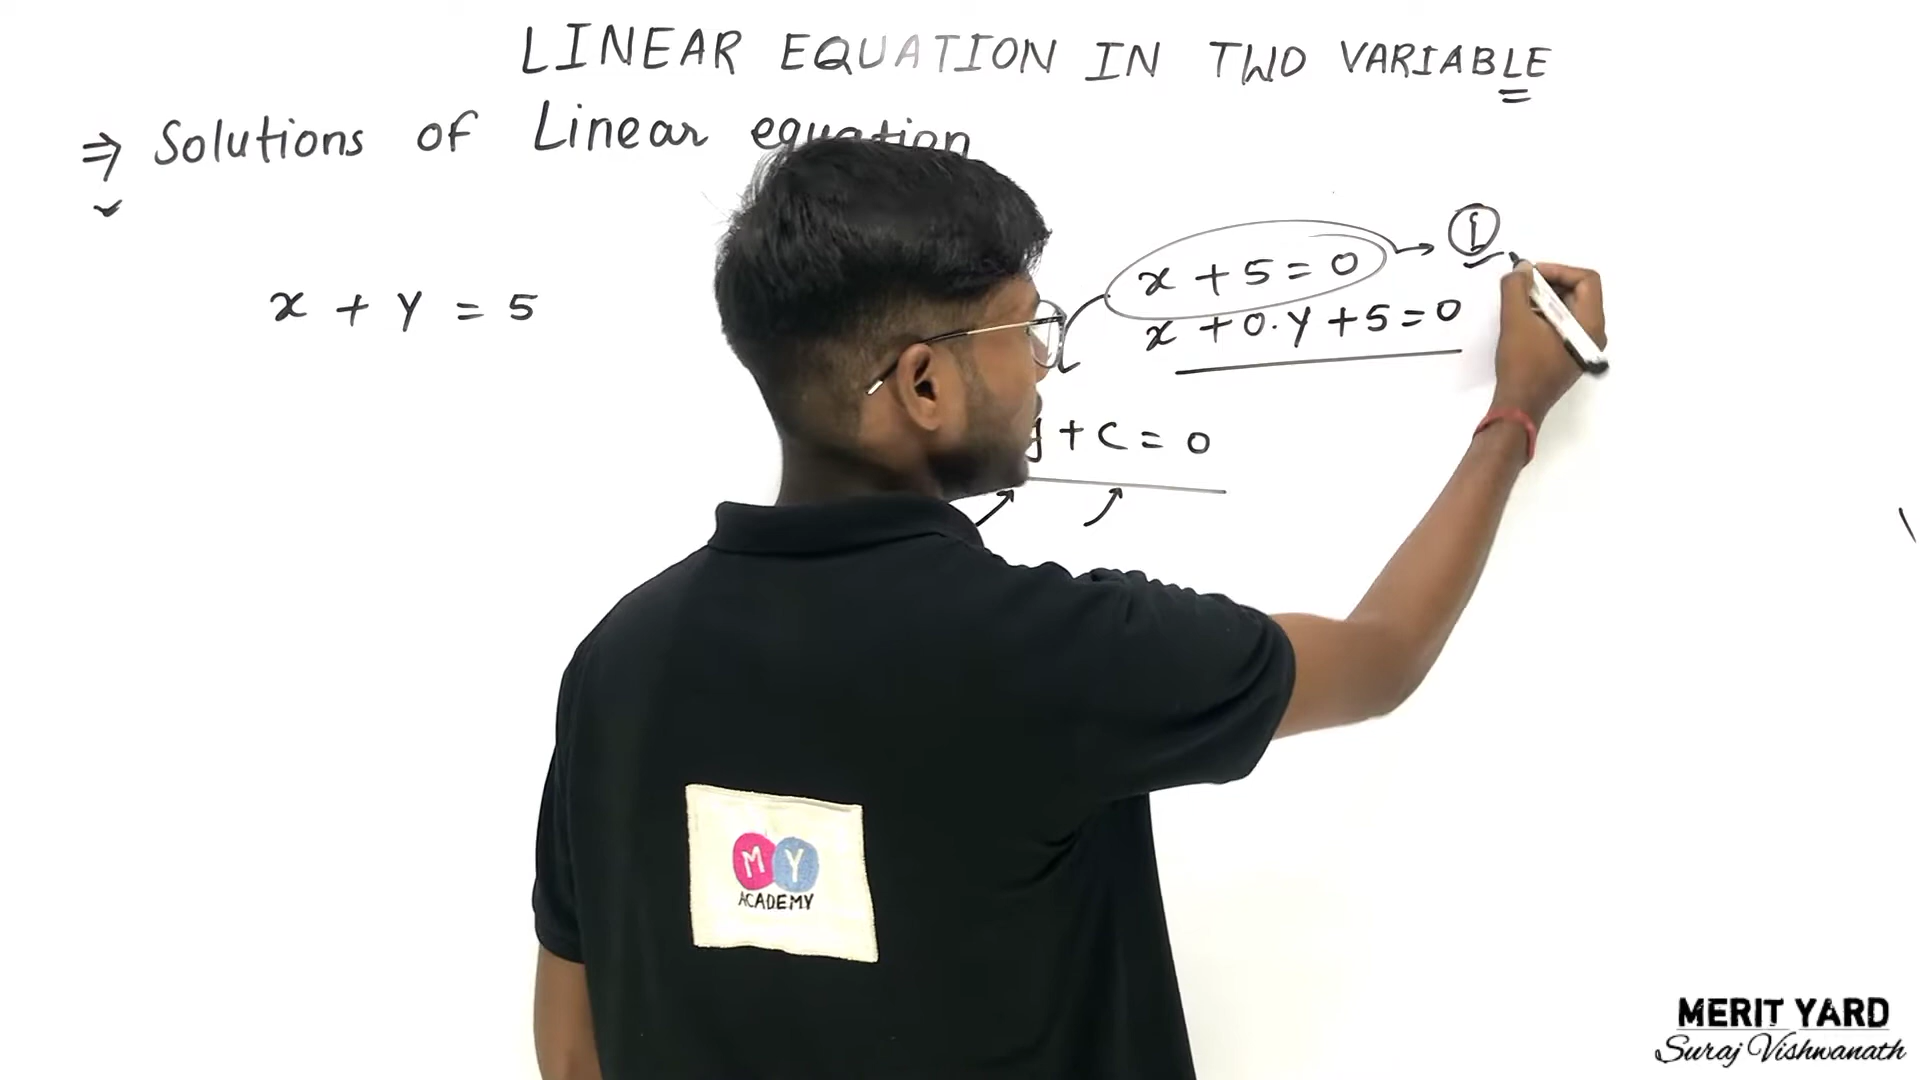 LINEAR EQUATION IN TWO VARIABLE
⇒ Solutions of Linear equation
x + y = 5
x + 5 = 0 → 1
x + 0.y + 5 = 0
y + c = 0
MY
ACADEMY
MERIT YARD
Suraj Vishwanath